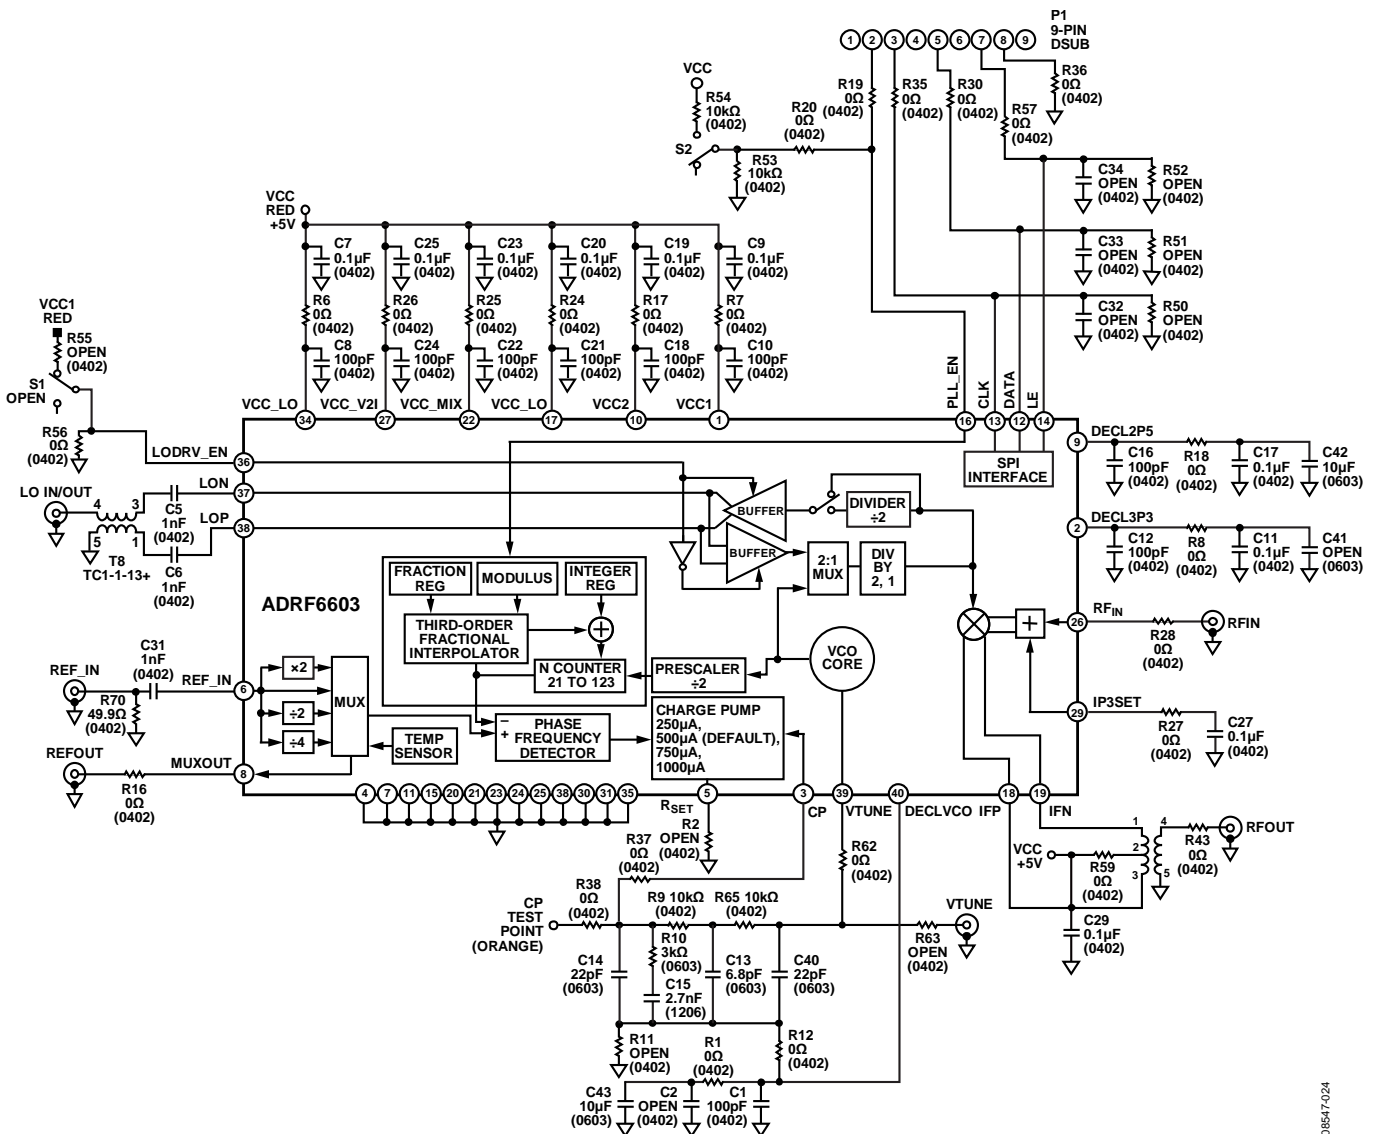 P1
9-PIN
DSUB
1 2 3 4 5 6 7 8 9
VCC
R54
10kΩ
(0402)
S2
R53
10kΩ
(0402)
R20
0Ω
(0402)
R19
0Ω
(0402)
R35
0Ω
(0402)
R30
0Ω
(0402)
R57
0Ω
(0402)
R36
0Ω
(0402)
C34
OPEN
(0402)
R52
OPEN
(0402)
C33
OPEN
(0402)
R51
OPEN
(0402)
C32
OPEN
(0402)
R50
OPEN
(0402)
VCC
RED
+5V
C7
0.1µF
(0402)
C25
0.1µF
(0402)
C23
0.1µF
(0402)
C20
0.1µF
(0402)
C19
0.1µF
(0402)
C9
0.1µF
(0402)
R6
0Ω
(0402)
R26
0Ω
(0402)
R25
0Ω
(0402)
R24
0Ω
(0402)
R17
0Ω
(0402)
R7
0Ω
(0402)
C8
100pF
(0402)
C24
100pF
(0402)
C22
100pF
(0402)
C21
100pF
(0402)
C18
100pF
(0402)
C10
100pF
(0402)
VCC1
RED
R55
OPEN
(0402)
S1
OPEN
R56
0Ω
(0402)
VCC_LO
VCC_V2I
VCC_MIX
VCC_LO
VCC2
VCC1
PLL_EN
CLK
DATA
LE
34 27 22 17 10 1 16 13 12 14
LODRV_EN
36
LON
37
LOP
38
LO IN/OUT
4 3
5 1
T8
TC1-1-13+
C5
1nF
(0402)
C6
1nF
(0402)
SPI
INTERFACE
9
DECL2P5
C16
100pF
(0402)
R18
0Ω
(0402)
C17
0.1µF
(0402)
C42
10µF
(0603)
2
DECL3P3
C12
100pF
(0402)
R8
0Ω
(0402)
C11
0.1µF
(0402)
C41
OPEN
(0603)
BUFFER
BUFFER
DIVIDER
÷2
2:1
MUX
DIV
BY
2, 1
ADRF6603
FRACTION
REG
MODULUS
INTEGER
REG
THIRD-ORDER
FRACTIONAL
INTERPOLATOR
+
N COUNTER
21 TO 123
PRESCALER
÷2
VCO
CORE
+
26
RFIN
R28
0Ω
(0402)
RFIN
29
IP3SET
R27
0Ω
(0402)
C27
0.1µF
(0402)
REF_IN
C31
1nF
(0402)
R70
49.9Ω
(0402)
REF_IN
6
×2
÷2
÷4
MUX
TEMP
SENSOR
−
+
PHASE
FREQUENCY
DETECTOR
CHARGE PUMP
250µA,
500µA (DEFAULT),
750µA,
1000µA
REFOUT
R16
0Ω
(0402)
MUXOUT
8
4 7 11 15 20 21 23 24 25 38 30 31 35 5 3 39 40 18 19
RSET
CP
VTUNE
DECLVCO
IFP
IFN
R2
OPEN
(0402)
R37
0Ω
(0402)
R62
0Ω
(0402)
R38
0Ω
(0402)
CP
TEST
POINT
(ORANGE)
R9 10kΩ
(0402)
R65 10kΩ
(0402)
R10
3kΩ
(0603)
C14
22pF
(0603)
C15
2.7nF
(1206)
C13
6.8pF
(0603)
C40
22pF
(0603)
R63
OPEN
(0402)
VTUNE
VCC
+5V
R59
0Ω
(0402)
C29
0.1µF
(0402)
1
2
3
4
5
R43
0Ω
(0402)
RFOUT
R11
OPEN
(0402)
R1
0Ω
(0402)
R12
0Ω
(0402)
C43
10µF
(0603)
C2
OPEN
(0402)
C1
100pF
(0402)
08547-024